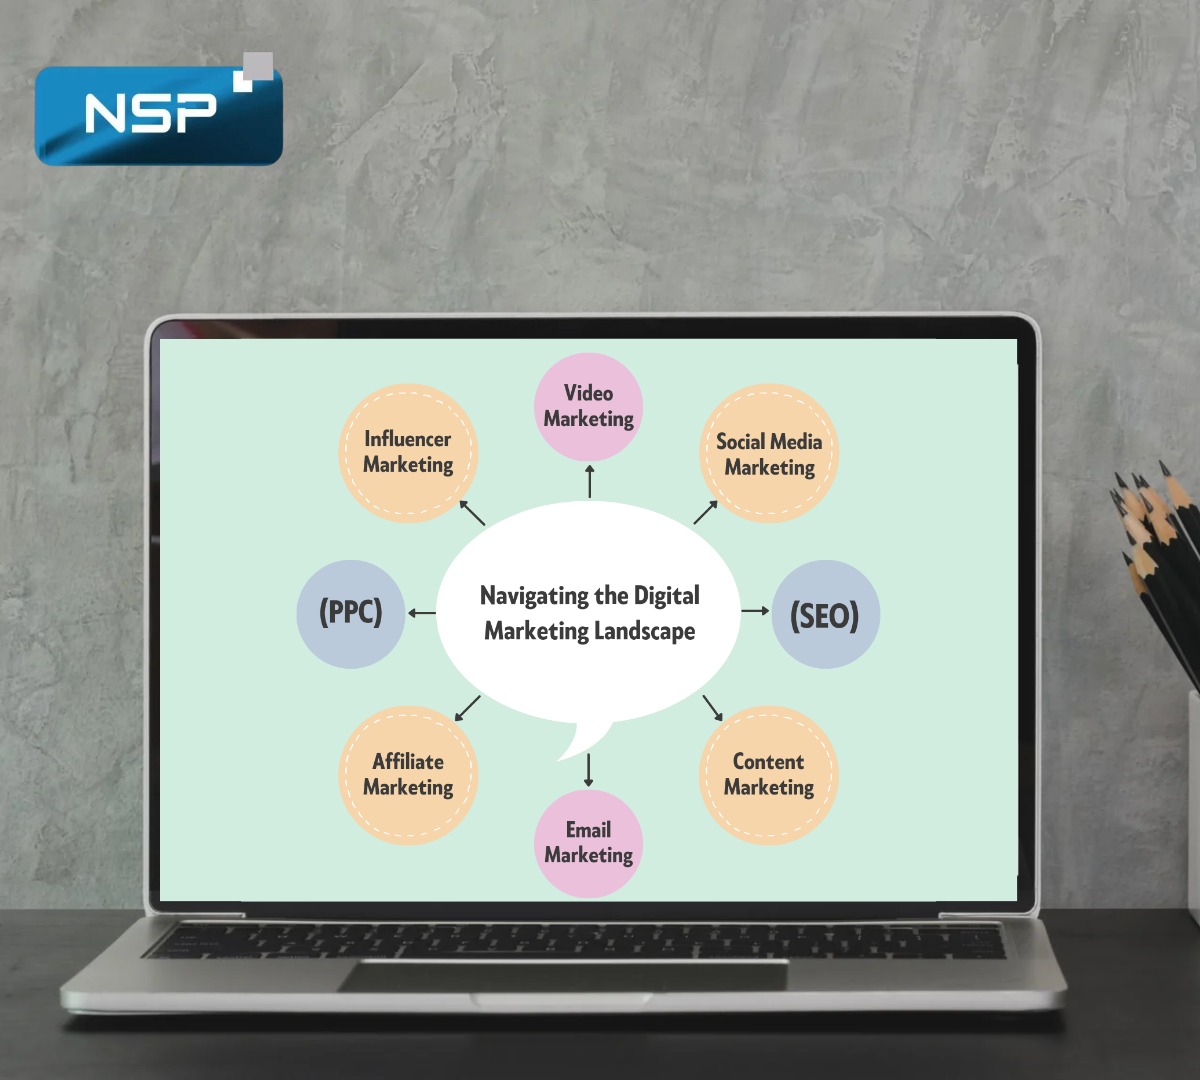 NSP
Video
Marketing
Influencer
Marketing
Social Media
Marketing
Navigating the Digital
Marketing Landscape
(PPC)
(SEO)
Affiliate
Marketing
Content
Marketing
Email
Marketing